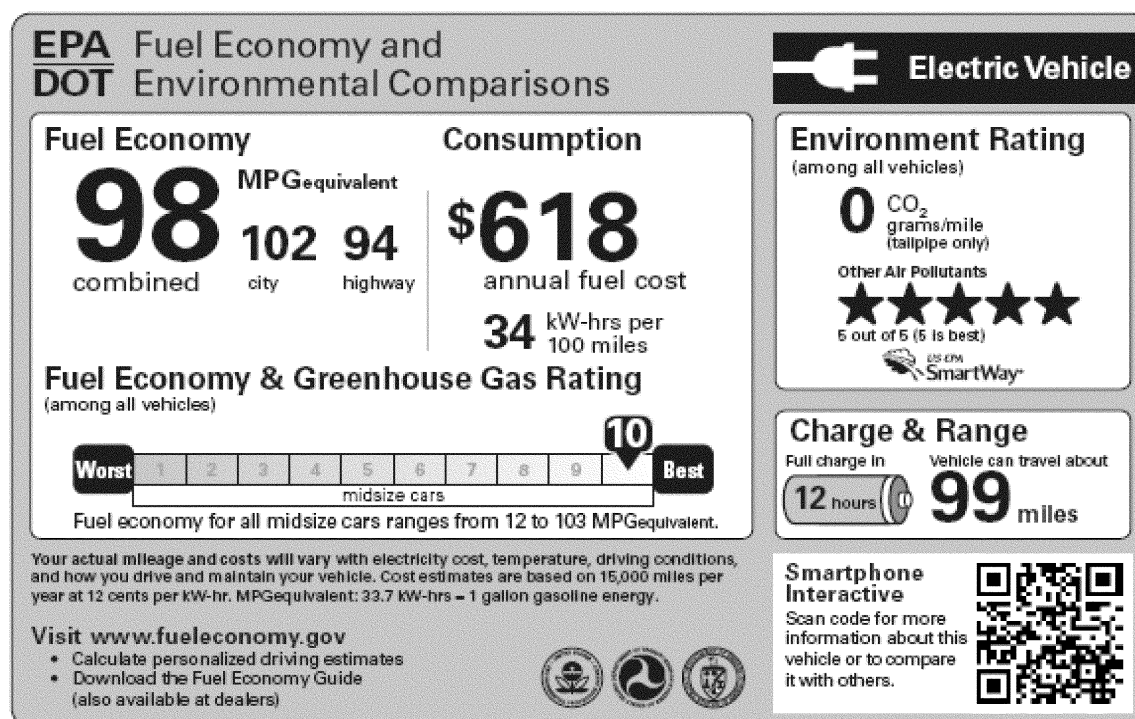 EPA Fuel Economy and
DOT Environmental Comparisons
Electric Vehicle
Fuel Economy
98
combined
MPGequivalent
102 94
city highway
Consumption
$618
annual fuel cost
34 kW-hrs per
100 miles
Fuel Economy & Greenhouse Gas Rating
(among all vehicles)
10
Worst 1 2 3 4 5 6 7 8 9 Best
midsize cars
Fuel economy for all midsize cars ranges from 12 to 103 MPGequivalent.
Environment Rating
(among all vehicles)
0 CO2
grams/mile
(tailpipe only)
Other Air Pollutants
5 out of 5 (5 is best)
US EPA
SmartWay
Charge & Range
Full charge in
12 hours
Vehicle can travel about
99 miles
Your actual mileage and costs will vary with electricity cost, temperature, driving conditions,
and how you drive and maintain your vehicle. Cost estimates are based on 15,000 miles per
year at 12 cents per kW-hr. MPGequivalent: 33.7 kW-hrs = 1 gallon gasoline energy.
Visit www.fueleconomy.gov
• Calculate personalized driving estimates
• Download the Fuel Economy Guide
(also available at dealers)
Smartphone
Interactive
Scan code for more
information about this
vehicle or to compare
it with others.